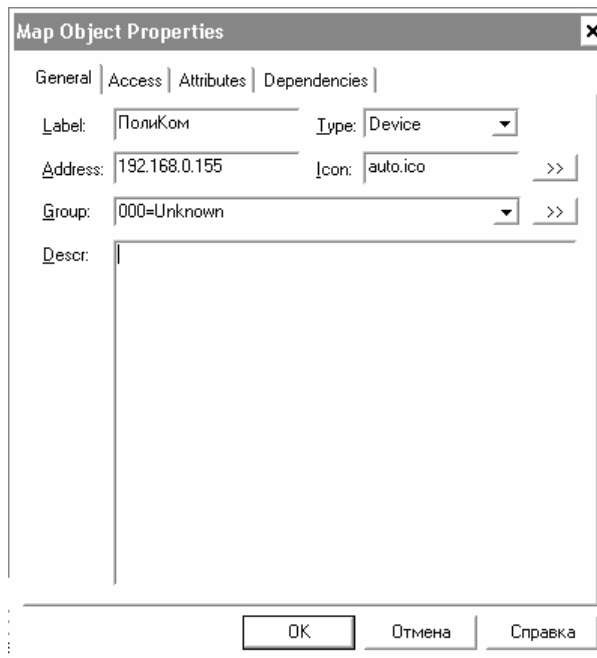 Map Object Properties
General Access Attributes Dependencies
Label: ПолиКом Type: Device
Address: 192.168.0.155 Icon: auto.ico >>
Group: 000=Unknown >>
Descr:
OK Отмена Справка